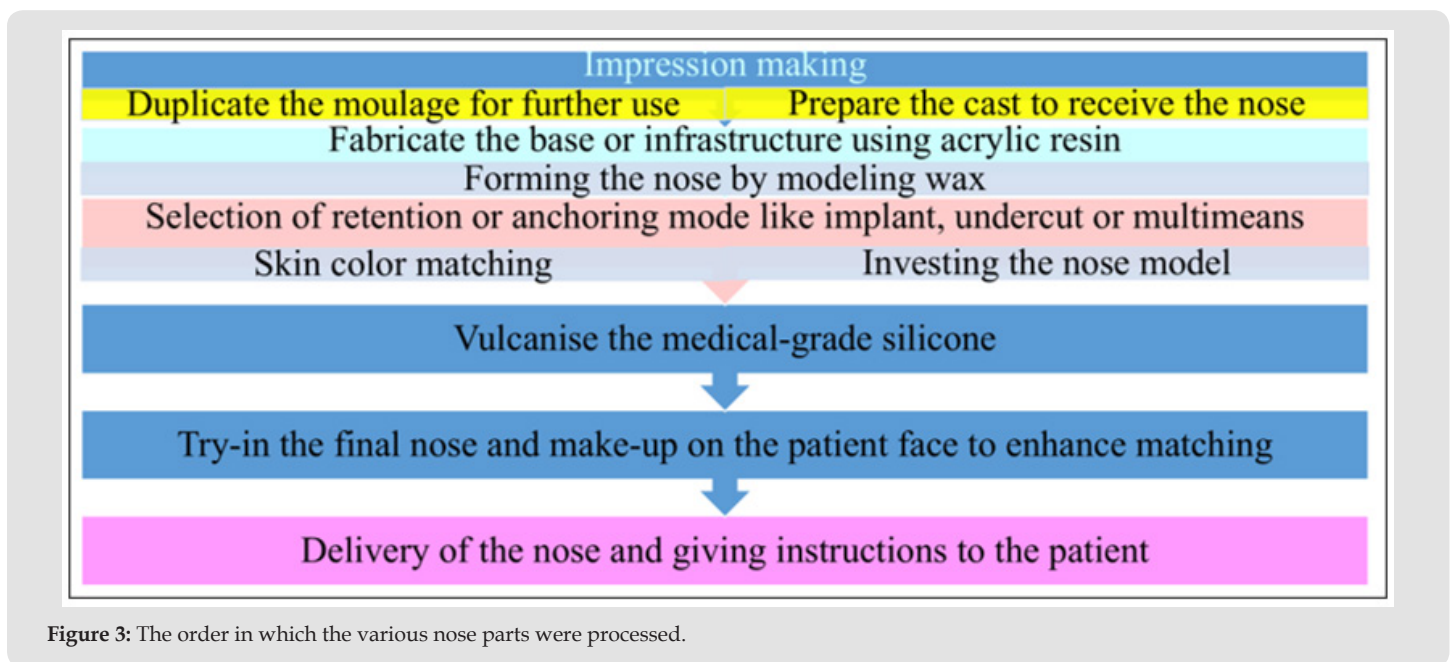 Impression making
Duplicate the moulage for further use
Prepare the cast to receive the nose
Fabricate the base or infrastructure using acrylic resin
Forming the nose by modeling wax
Selection of retention or anchoring mode like implant, undercut or multimeans
Skin color matching
Investing the nose model
Vulcanise the medical-grade silicone
Try-in the final nose and make-up on the patient face to enhance matching
Delivery of the nose and giving instructions to the patient
Figure 3: The order in which the various nose parts were processed.